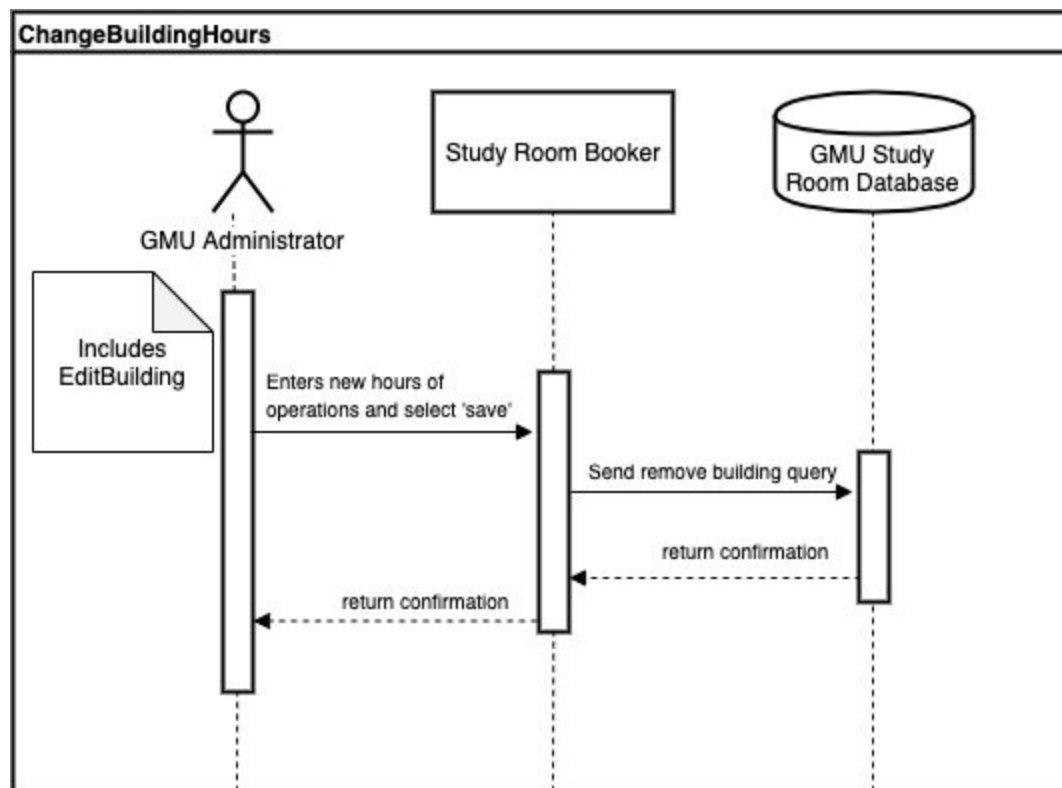 ChangeBuildingHours
Study Room Booker
GMU Study
Room Database
GMU Administrator
Includes
EditBuilding
Enters new hours of
operations and select 'save'
Send remove building query
return confirmation
return confirmation